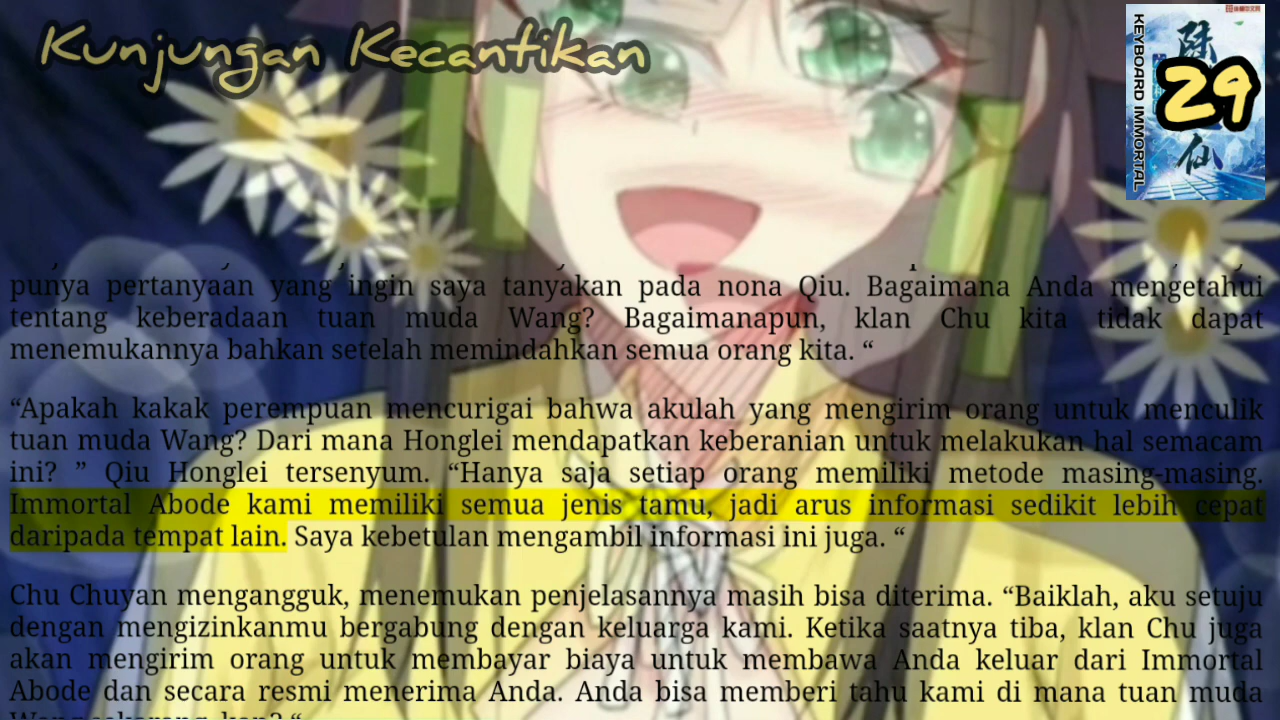 Kunjungan Kecantikan
陸
仙
KEYBOARD IMMORTAL
29
punya pertanyaan yang ingin saya tanyakan pada nona Qiu. Bagaimana Anda mengetahui
tentang keberadaan tuan muda Wang? Bagaimanapun, klan Chu kita tidak dapat
menemukannya bahkan setelah memindahkan semua orang kita. “
“Apakah kakak perempuan mencurigai bahwa akulah yang mengirim orang untuk menculik
tuan muda Wang? Dari mana Honglei mendapatkan keberanian untuk melakukan hal semacam
ini? ” Qiu Honglei tersenyum. “Hanya saja setiap orang memiliki metode masing-masing.
Immortal Abode kami memiliki semua jenis tamu, jadi arus informasi sedikit lebih cepat
daripada tempat lain. Saya kebetulan mengambil informasi ini juga. “
Chu Chuyan mengangguk, menemukan penjelasannya masih bisa diterima. “Baiklah, aku setuju
dengan mengizinkanmu bergabung dengan keluarga kami. Ketika saatnya tiba, klan Chu juga
akan mengirim orang untuk membayar biaya untuk membawa Anda keluar dari Immortal
Abode dan secara resmi menerima Anda. Anda bisa memberi tahu kami di mana tuan muda
Wang sekarang, kan? “